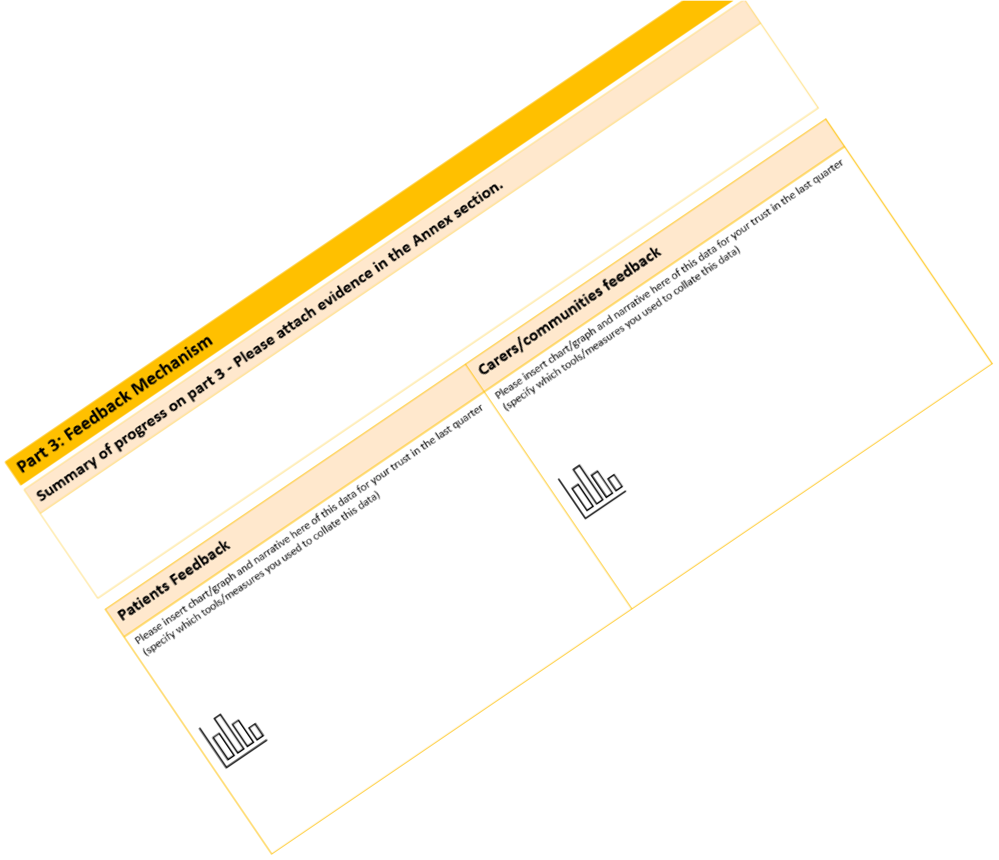 Part 3: Feedback Mechanism
Summary of progress on part 3 - Please attach evidence in the Annex section.
Patients Feedback
Please insert chart/graph and narrative here of this data for your trust in the last quarter
(specify which tools/measures you used to collate this data)
Carers/communities feedback
Please insert chart/graph and narrative here of this data for your trust in the last quarter
(specify which tools/measures you used to collate this data)